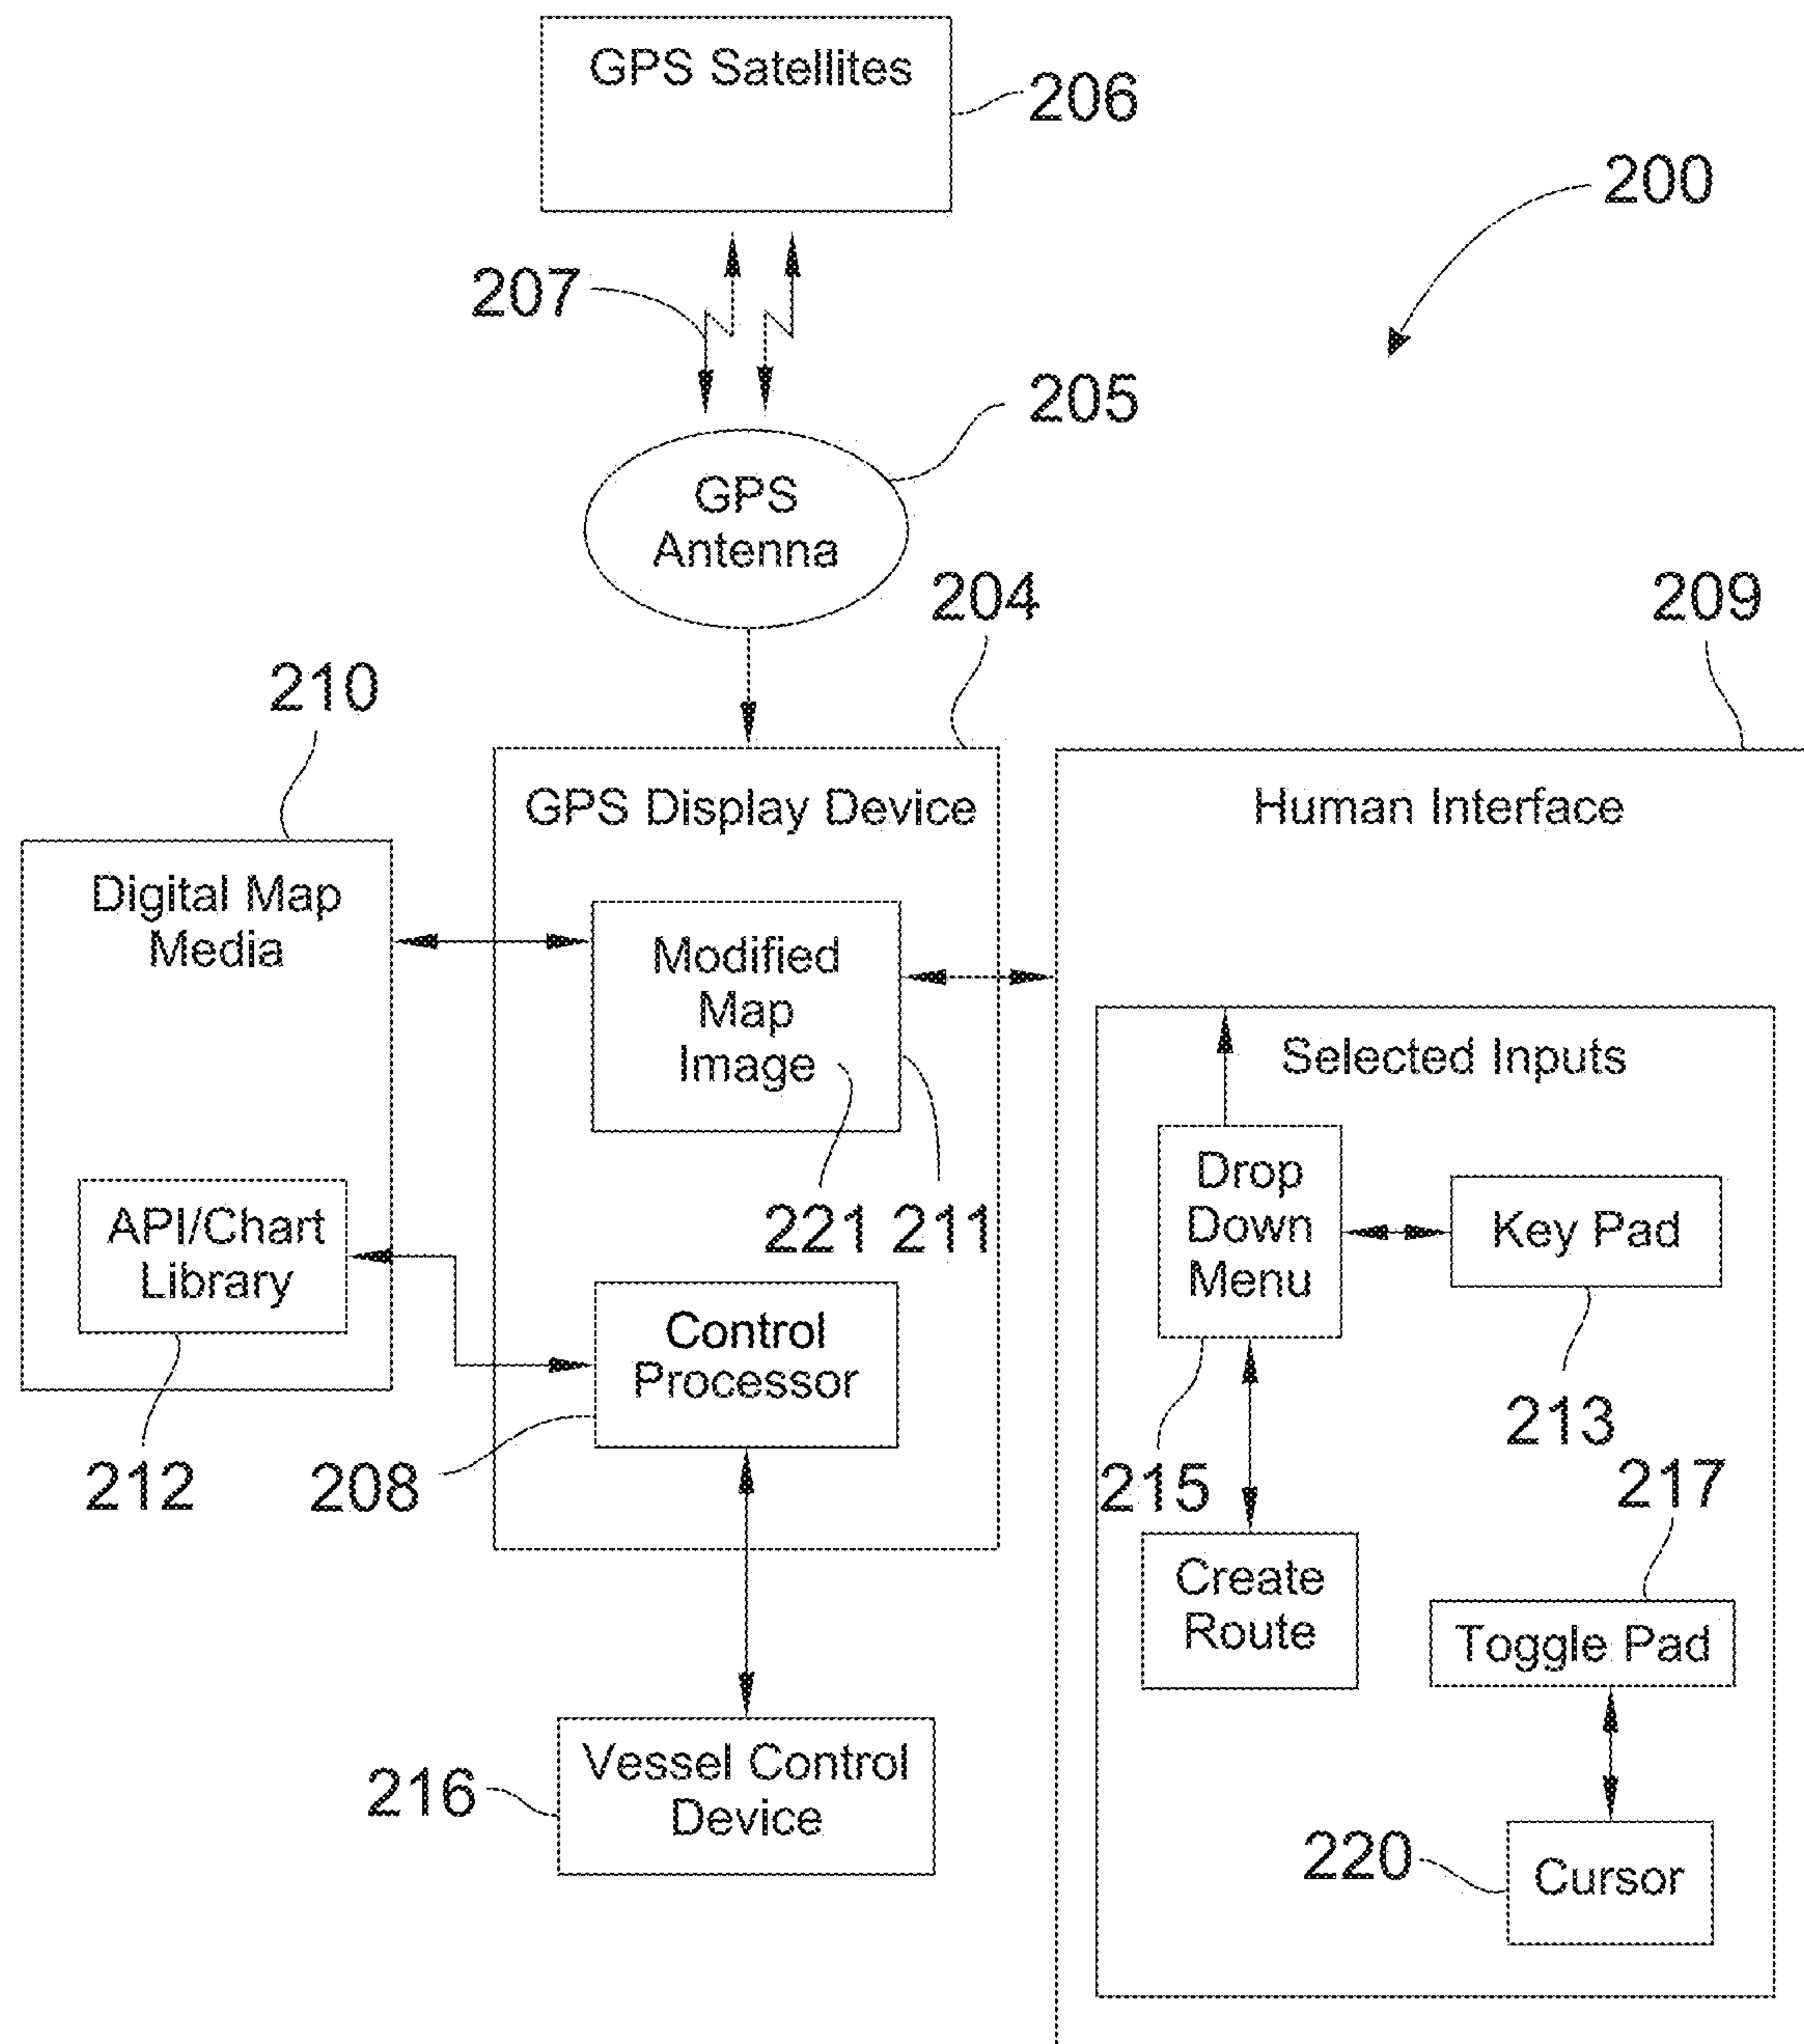 GPS Satellites
206
200
207
205
GPS
Antenna
204
209
210
GPS Display Device
Human Interface
Digital Map
Media
Modified
Map
Image
Selected Inputs
Drop
Down
Menu
Key Pad
API/Chart
Library
221
211
Control
Processor
213
212
208
215
217
Create
Route
Toggle Pad
Vessel Control
Device
216
220
Cursor